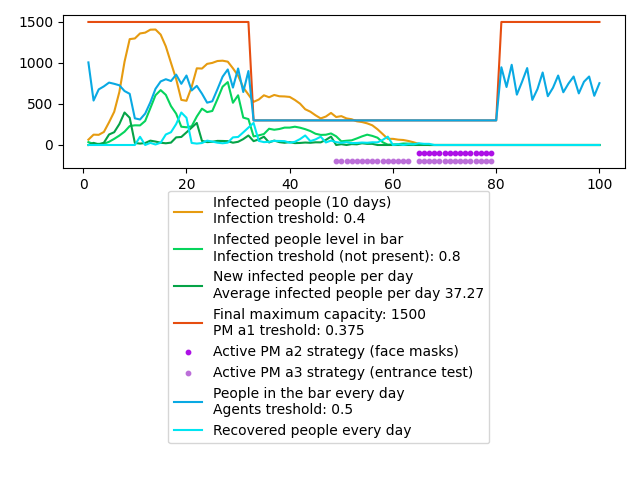 1500
1000
500
0
0
20
40
60
80
100
Infected people (10 days)
Infection treshold: 0.4
Infected people level in bar
Infection treshold (not present): 0.8
New infected people per day
Average infected people per day 37.27
Final maximum capacity: 1500
PM a1 treshold: 0.375
Active PM a2 strategy (face masks)
Active PM a3 strategy (entrance test)
People in the bar every day
Agents treshold: 0.5
Recovered people every day